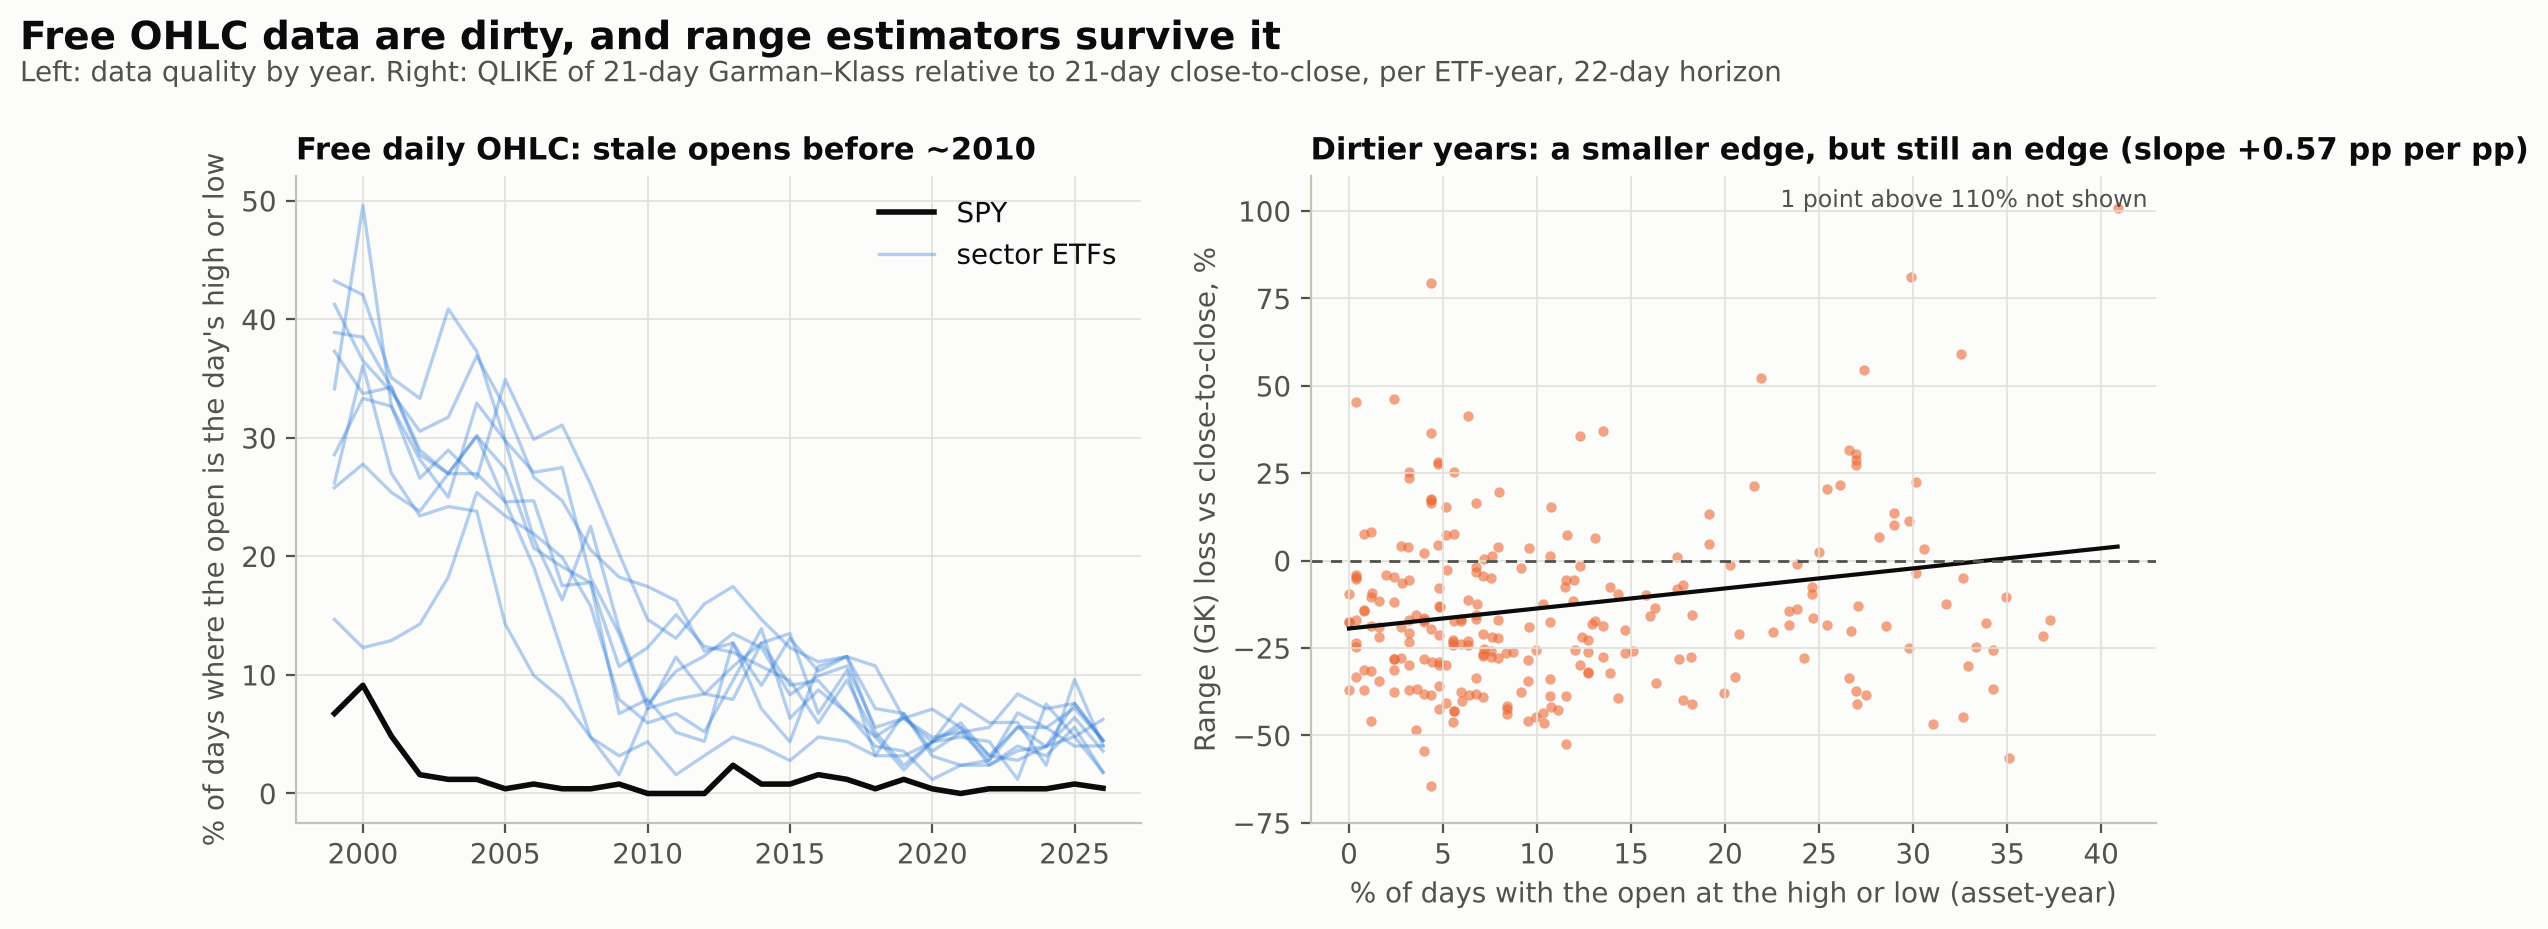 Free OHLC data are dirty, and range estimators survive it
Left: data quality by year. Right: QLIKE of 21-day Garman–Klass relative to 21-day close-to-close, per ETF-year, 22-day horizon
Free daily OHLC: stale opens before ~2010
% of days where the open is the day's high or low
50
40
30
20
10
0
SPY
sector ETFs
2000
2005
2010
2015
2020
2025
Dirtier years: a smaller edge, but still an edge (slope +0.57 pp per pp)
1 point above 110% not shown
Range (GK) loss vs close-to-close, %
100
75
50
25
0
−25
−50
−75
0
5
10
15
20
25
30
35
40
% of days with the open at the high or low (asset-year)